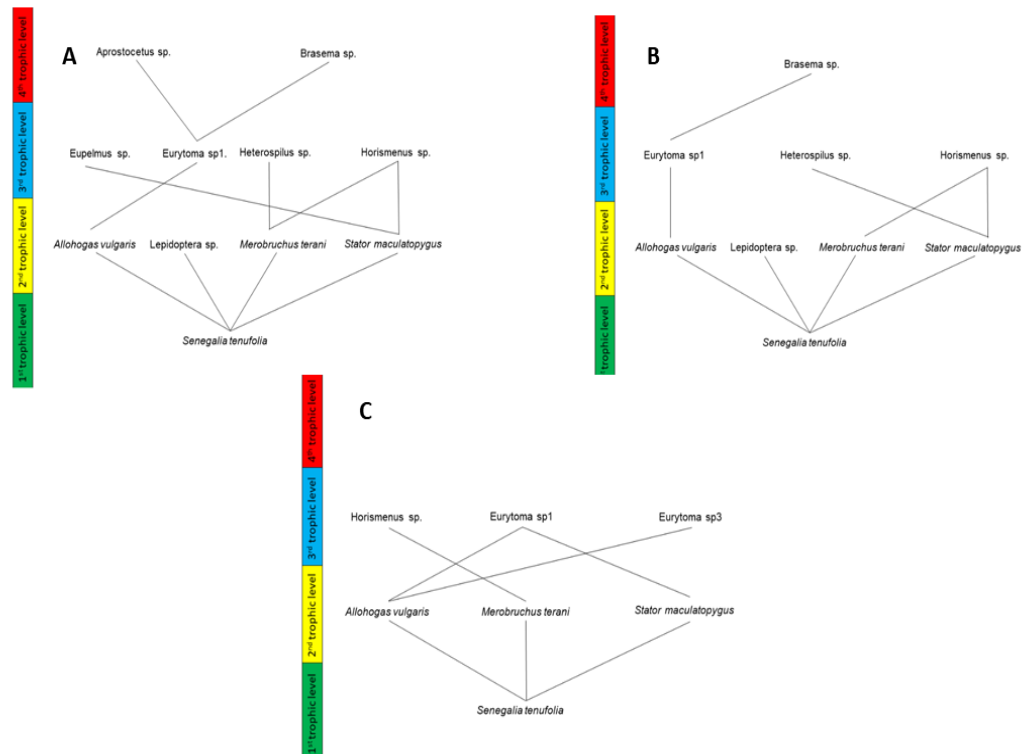 A
4th trophic level
3rd trophic level
2nd trophic level
1st trophic level
Aprostocetus sp.
Brasema sp.
Eupelmus sp.
Eurytoma sp1.
Heterospilus sp.
Horismenus sp.
Allohogas vulgaris
Lepidoptera sp.
Merobruchus terani
Stator maculatopygus
Senegalia tenufolia
B
4th trophic level
3rd trophic level
2nd trophic level
trophic level
Brasema sp.
Eurytoma sp1
Heterospilus sp.
Horismenus sp.
Allohogas vulgaris
Lepidoptera sp.
Merobruchus terani
Stator maculatopygus
Senegalia tenufolia
C
4th trophic level
3rd trophic level
2nd trophic level
1st trophic level
Horismenus sp.
Eurytoma sp1
Eurytoma sp3
Allohogas vulgaris
Merobruchus terani
Stator maculatopygus
Senegalia tenufolia